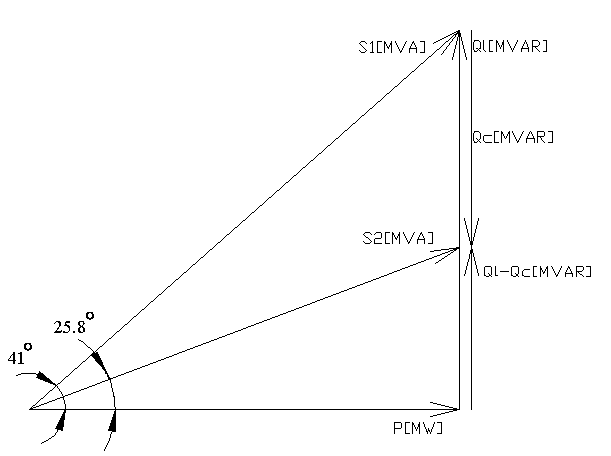 S1[MVA]
Ql[MVAR]
Qc[MVAR]
S2[MVA]
Ql-Qc[MVAR]
25.8°
41°
P[MW]